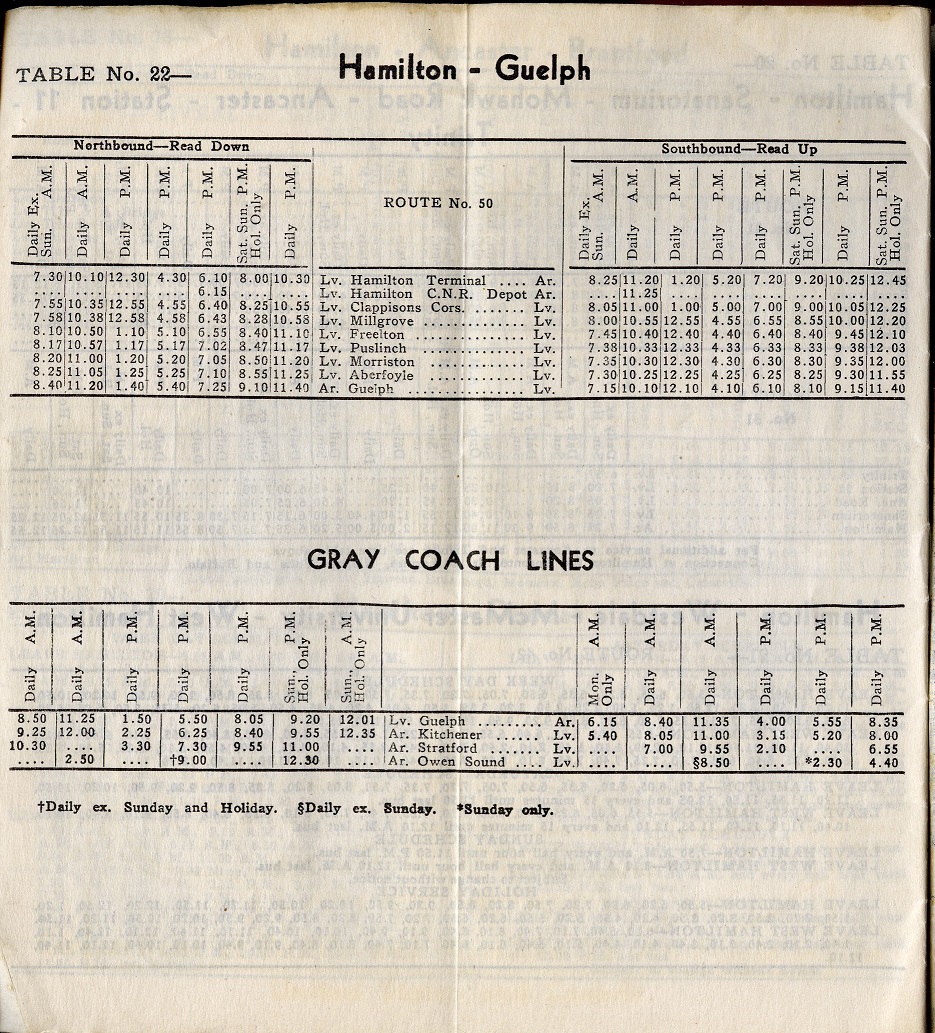 TABLE No. 22— Hamilton - Guelph
Northbound—Read Down Southbound—Read Up
Daily Ex. Sun. A.M. Daily A.M. Daily P.M. Daily P.M. Daily P.M. Sat. Sun. Hol. Only P.M. Daily P.M. ROUTE No. 50 Daily Ex. Sun. A.M. Daily A.M. Daily P.M. Daily P.M. Daily P.M. Sat. Sun. Hol. Only P.M. Daily P.M. Sat. Sun. Hol. Only P.M.
7.30 10.10 12.30 4.30 6.10 8.00 10.30 Lv. Hamilton Terminal .... Ar. 8.25 11.20 1.20 5.20 7.20 9.20 10.25 12.45
.... .... .... .... 6.15 .... .... Lv. Hamilton C.N.R. Depot Ar. .... 11.25 .... .... .... .... .... ....
7.55 10.35 12.55 4.55 6.40 8.25 10.55 Lv. Clappisons Cors. ....... Lv. 8.05 11.00 1.00 5.00 7.00 9.00 10.05 12.25
7.58 10.38 12.58 4.58 6.43 8.28 10.58 Lv. Millgrove ............. Lv. 8.00 10.55 12.55 4.55 6.55 8.55 10.00 12.20
8.10 10.50 1.10 5.10 6.55 8.40 11.10 Lv. Freelton ............. Lv. 7.45 10.40 12.40 4.40 6.40 8.40 9.45 12.10
8.17 10.57 1.17 5.17 7.02 8.47 11.17 Lv. Puslinch ............. Lv. 7.38 10.33 12.33 4.33 6.33 8.33 9.38 12.03
8.20 11.00 1.20 5.20 7.05 8.50 11.20 Lv. Morriston ............. Lv. 7.35 10.30 12.30 4.30 6.30 8.30 9.35 12.00
8.25 11.05 1.25 5.25 7.10 8.55 11.25 Lv. Aberfoyle ............. Lv. 7.30 10.25 12.25 4.25 6.25 8.25 9.30 11.55
8.40 11.20 1.40 5.40 7.25 9.10 11.40 Ar. Guelph ............... Lv. 7.15 10.10 12.10 4.10 6.10 8.10 9.15 11.40
GRAY COACH LINES
Daily A.M. Daily A.M. Daily P.M. Daily P.M. Daily P.M. Sun., Hol. Only P.M. Sun., Hol. Only A.M. Mon. Only A.M. Daily A.M. Daily A.M. Daily P.M. Daily P.M. Daily P.M.
8.50 11.25 1.50 5.50 8.05 9.20 12.01 Lv. Guelph ......... Ar. 6.15 8.40 11.35 4.00 5.55 8.35
9.25 12.00 2.25 6.25 8.40 9.55 12.35 Ar. Kitchener ...... Lv. 5.40 8.05 11.00 3.15 5.20 8.00
10.30 .... 3.30 7.30 9.55 11.00 .... Ar. Stratford ....... Lv. .... 7.00 9.55 2.10 .... 6.55
.... 2.50 .... †9.00 .... 12.30 .... Ar. Owen Sound ..... Lv. .... .... §8.50 .... *2.30 4.40
†Daily ex. Sunday and Holiday. §Daily ex. Sunday. *Sunday only.